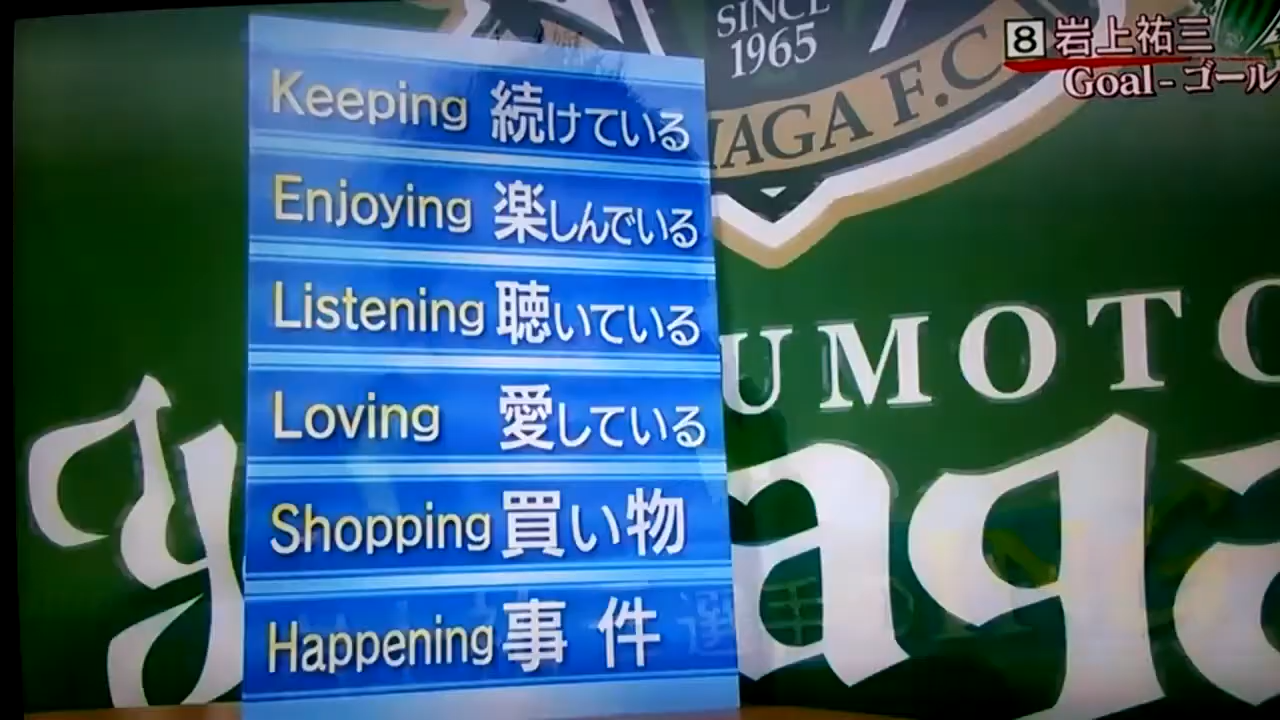 SINCE
1965
AGA F.C
8 岩上祐三
Goal-ゴール
Keeping 続けている
Enjoying 楽しんでいる
Listening 聴いている
Loving 愛している
Shopping 買い物
Happening 事件
UMOTO
aga